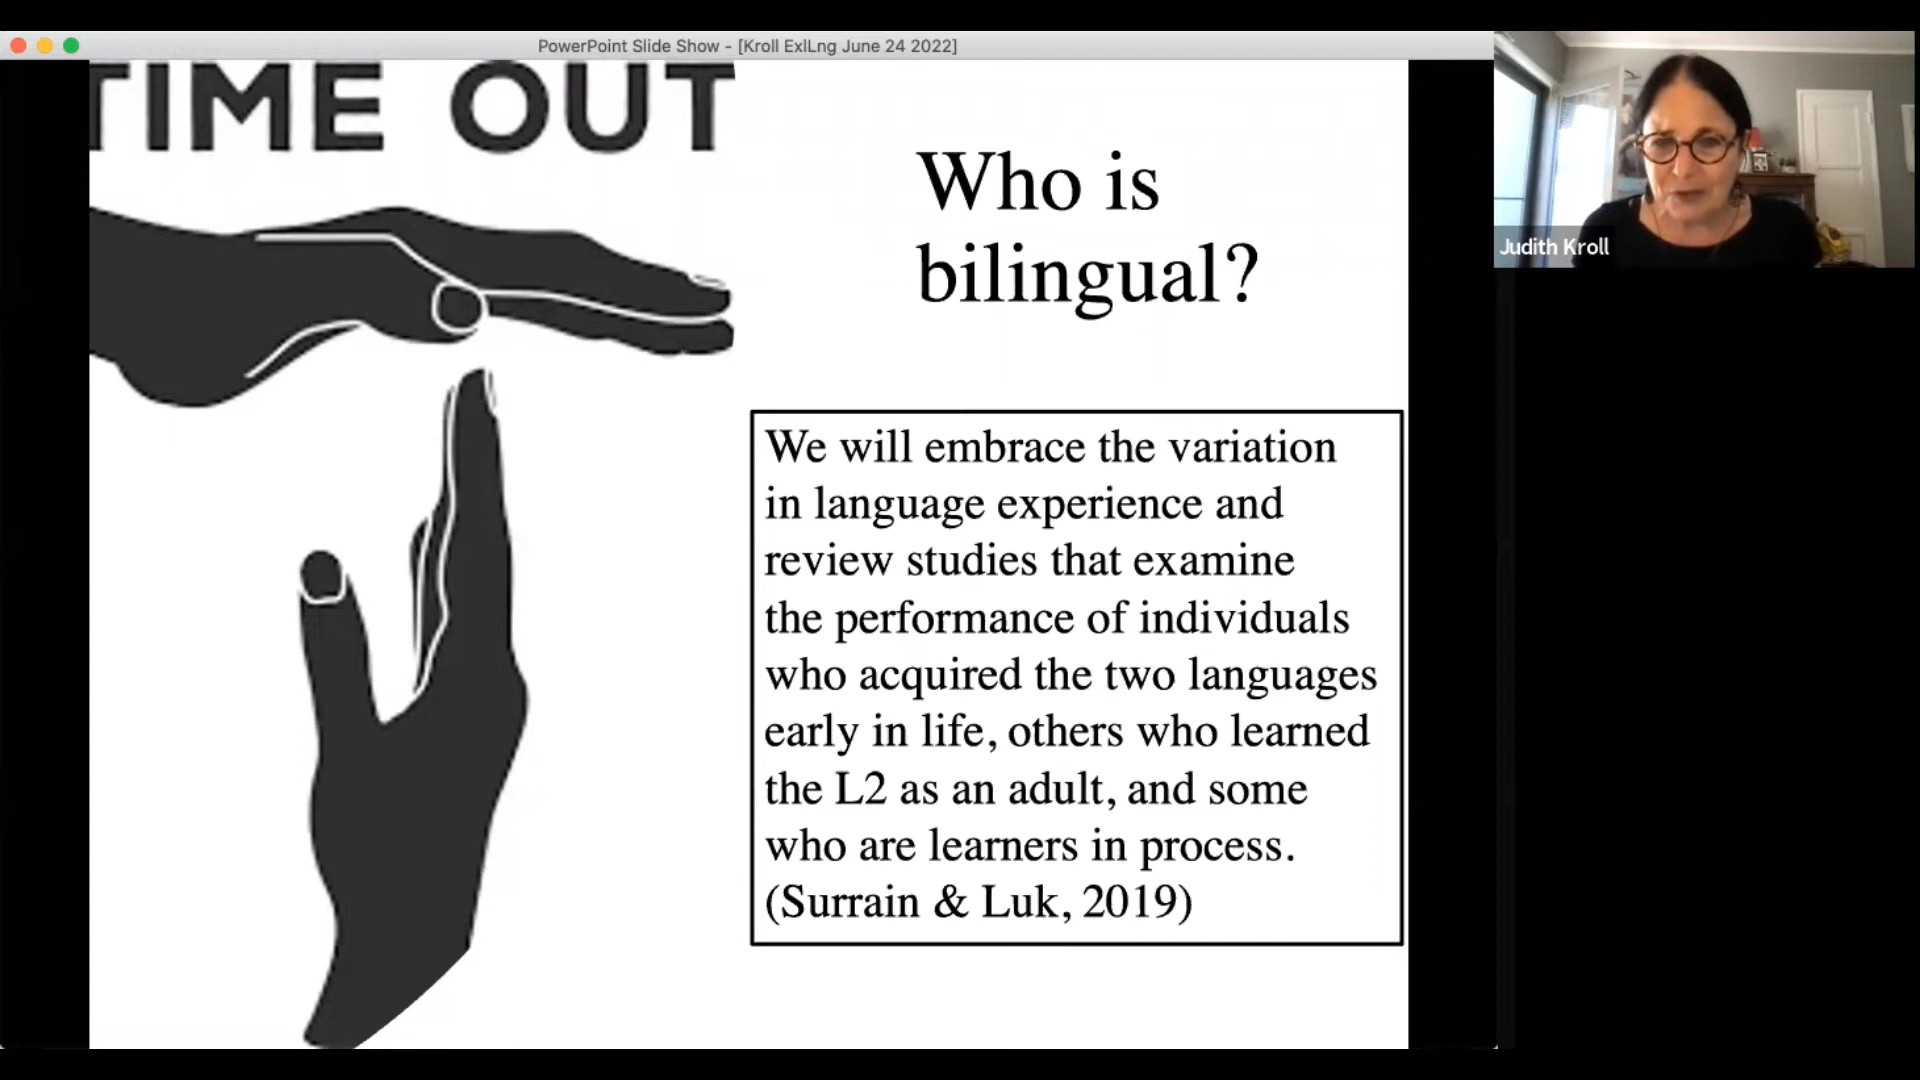 PowerPoint Slide Show - [Kroll ExlLng June 24 2022]
TIME OUT
Who is
bilingual?
We will embrace the variation
in language experience and
review studies that examine
the performance of individuals
who acquired the two languages
early in life, others who learned
the L2 as an adult, and some
who are learners in process.
(Surrain & Luk, 2019)
Judith Kroll